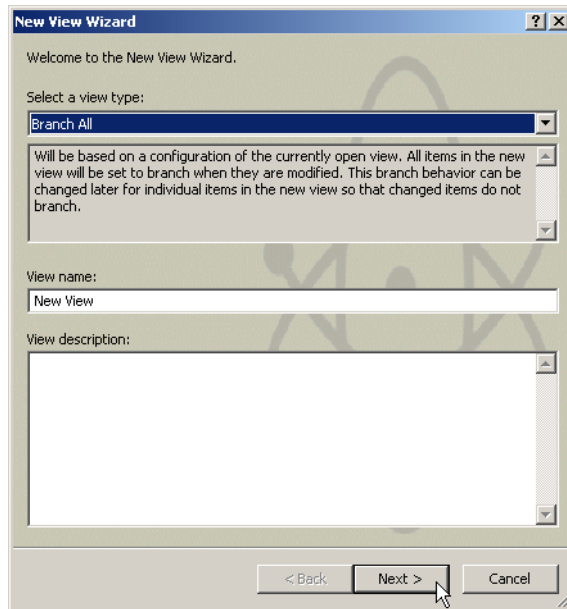 New View Wizard
Welcome to the New View Wizard.
Select a view type:
Branch All
Will be based on a configuration of the currently open view. All items in the new
view will be set to branch when they are modified. This branch behavior can be
changed later for individual items in the new view so that changed items do not
branch.
View name:
New View
View description:
< Back
Next >
Cancel